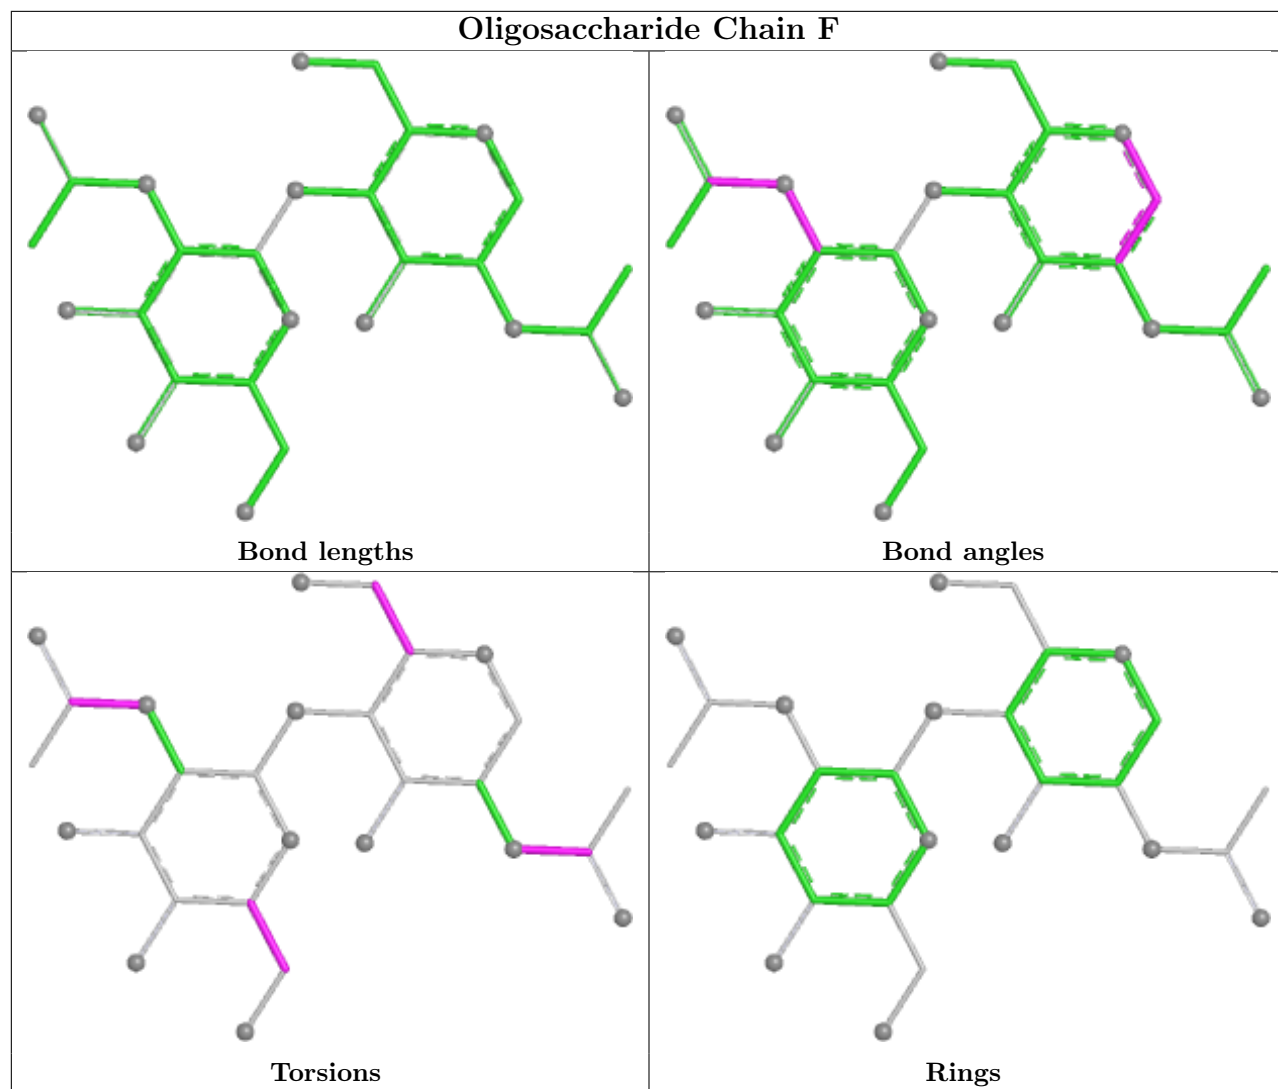 Oligosaccharide Chain F
Bond lengths
Bond angles
Torsions
Rings